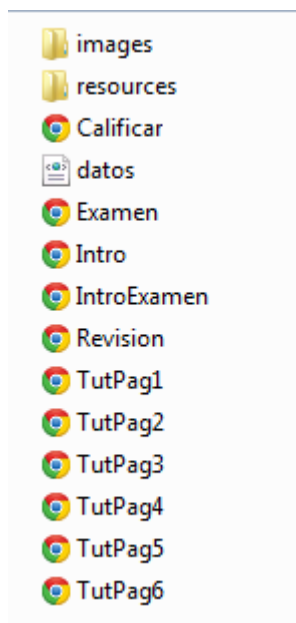 images
resources
Calificar
datos
Examen
Intro
IntroExamen
Revision
TutPag1
TutPag2
TutPag3
TutPag4
TutPag5
TutPag6